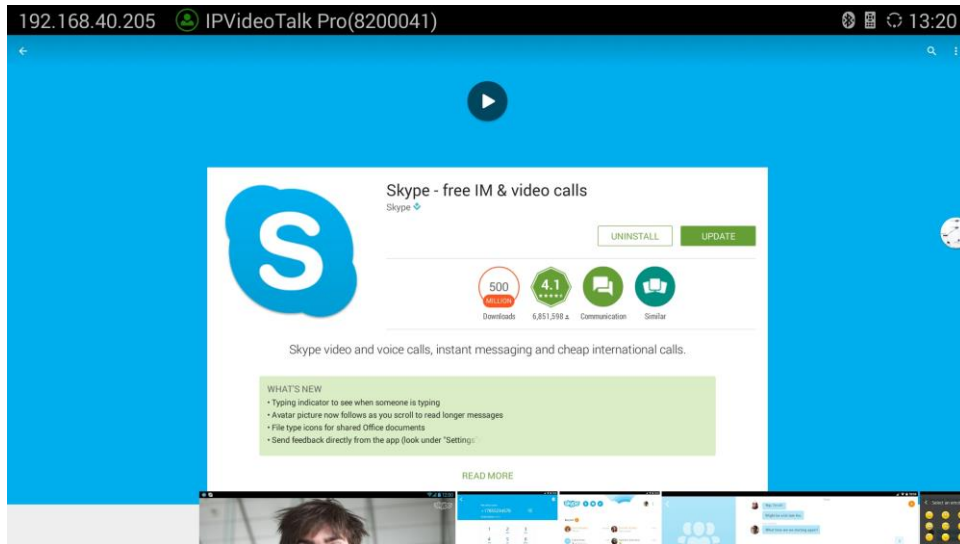 192.168.40.205 IPVideoTalk Pro(8200041) 13:20
Skype - free IM & video calls
Skype
UNINSTALL UPDATE
S
500 4.1
MILLION
Downloads 6,851,598 Communication Similar
Skype video and voice calls, instant messaging and cheap international calls.
WHAT'S NEW
• Typing indicator to see when someone is typing
• Avatar picture now follows as you scroll to read longer messages
• File type icons for shared Office documents
• Send feedback directly from the app (look under "Settings"
READ MORE